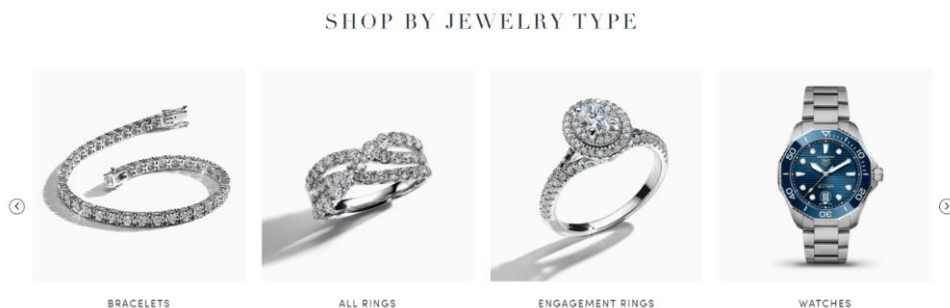 SHOP BY JEWELRY TYPE
BRACELETS
ALL RINGS
ENGAGEMENT RINGS
WATCHES